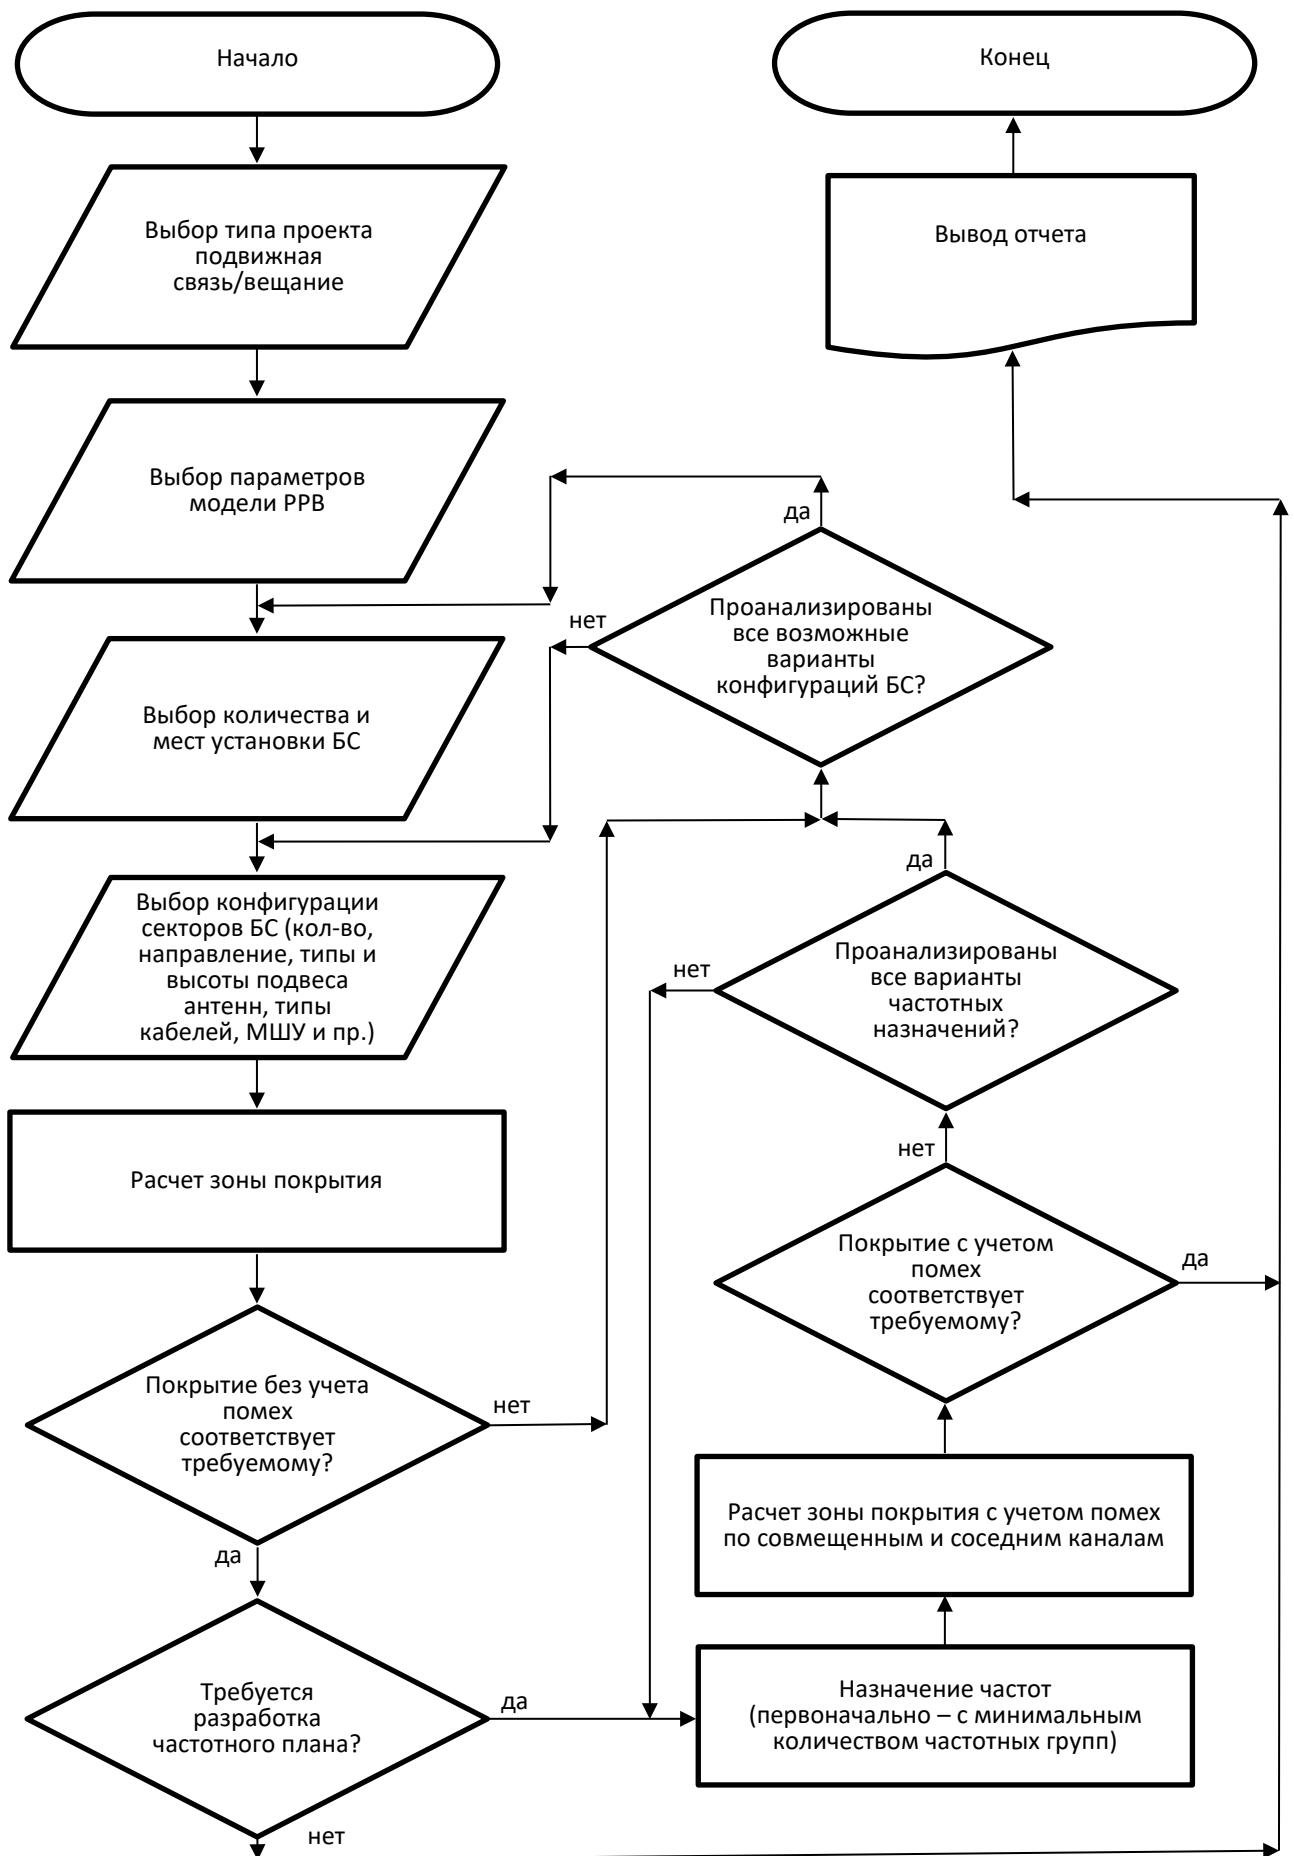 Начало
Конец
Выбор типа проекта
подвижная
связь/вещание
Вывод отчета
Выбор параметров
модели РРВ
да
нет
Проанализированы
все возможные
варианты
конфигураций БС?
Выбор количества и
мест установки БС
да
Выбор конфигурации
секторов БС (кол-во,
направление, типы и
высоты подвеса
антенн, типы
кабелей, МШУ и пр.)
нет
Проанализированы
все варианты
частотных
назначений?
нет
Расчет зоны покрытия
Покрытие с учетом
помех
соответствует
требуемому?
да
Покрытие без учета
помех
соответствует
требуемому?
нет
Расчет зоны покрытия с учетом помех
по совмещенным и соседним каналам
да
Требуется
разработка
частотного плана?
да
Назначение частот
(первоначально – с минимальным
количеством частотных групп)
нет